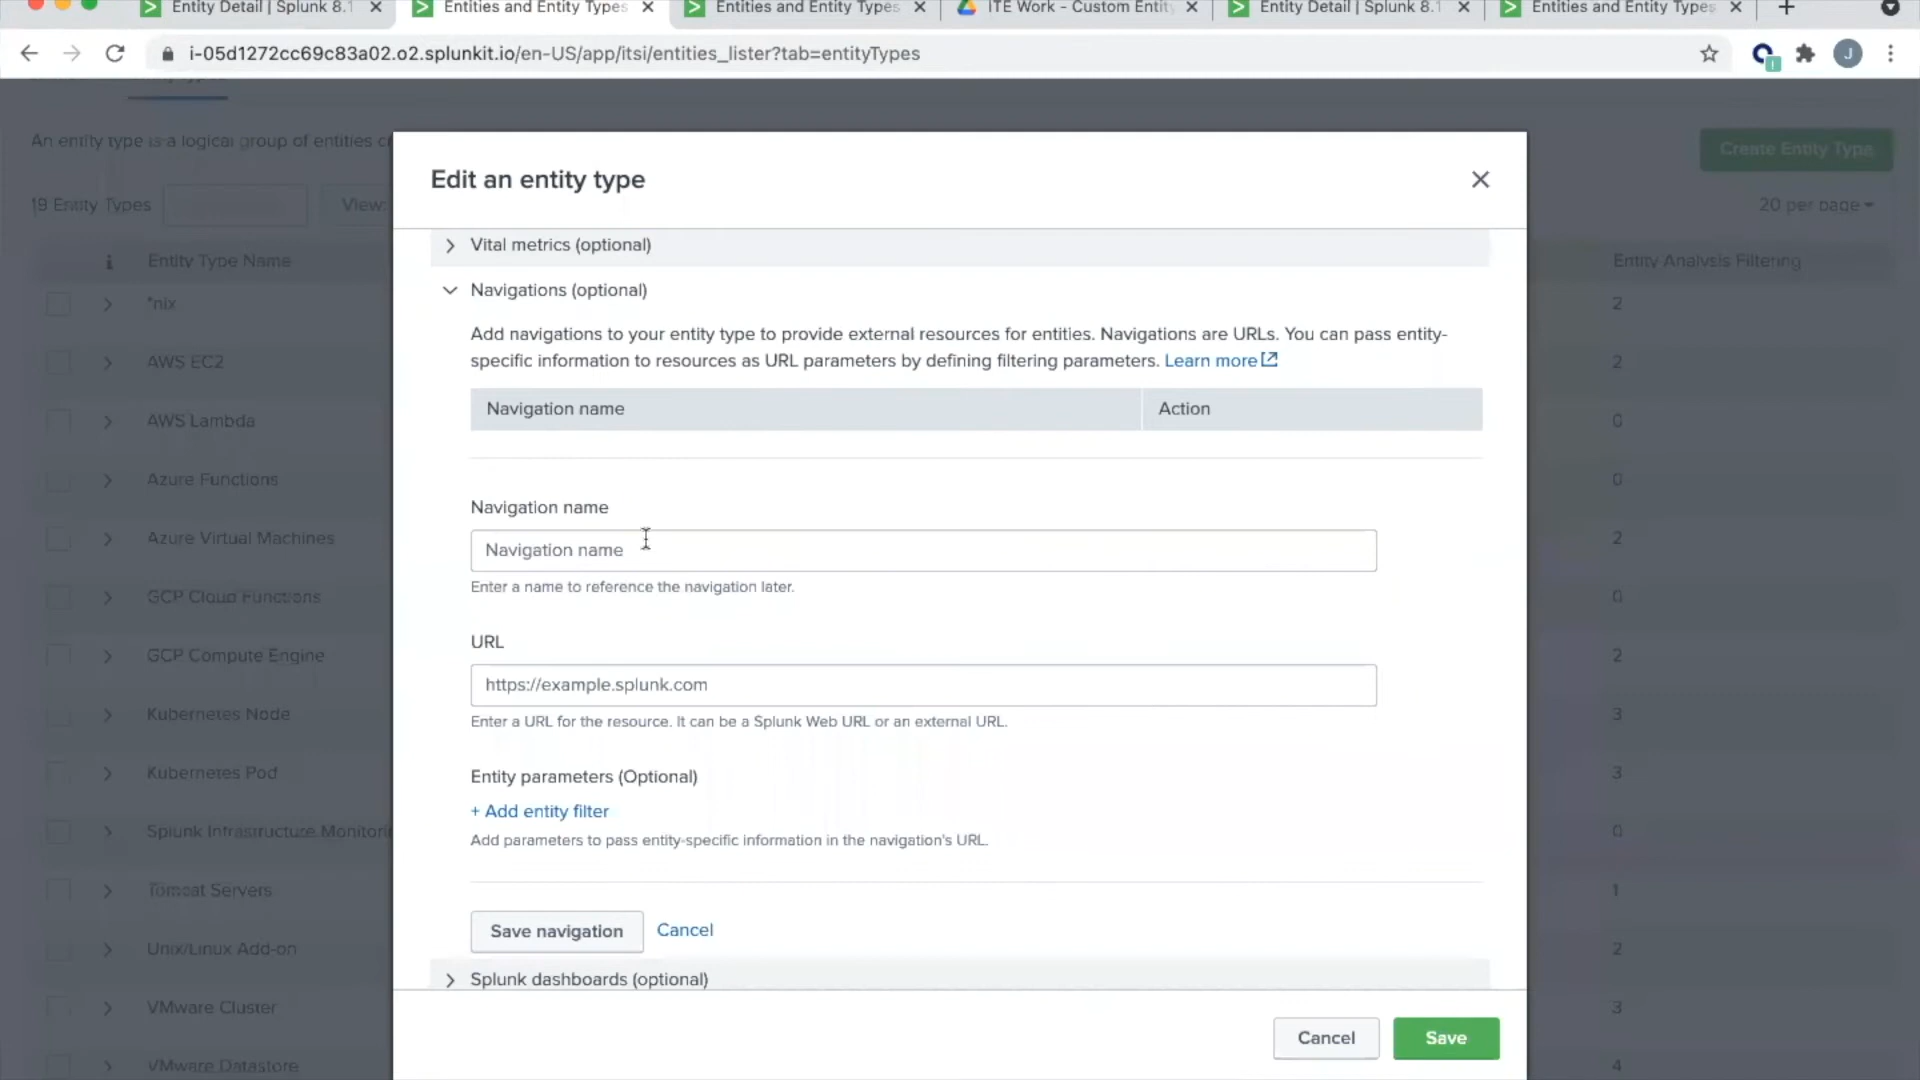 Entity Detail | Splunk 8.1
Entities and Entity Types
Entities and Entity Types
ITE Work - Custom Entit
Entity Detail | Splunk 8.1
Entities and Entity Types
i-05d1272cc69c83a02.o2.splunkit.io/en-US/app/itsi/entities_lister?tab=entityTypes
J
An entity type is a logical group of entities
Create Entity Type
19 Entity Types
View:
20 per page
i
Entity Type Name
Entity Analysis Filtering
*nix
2
AWS EC2
2
AWS Lambda
0
Azure Functions
0
Azure Virtual Machines
2
GCP Cloud Functions
0
GCP Compute Engine
2
Kubernetes Node
3
Kubernetes Pod
3
Splunk Infrastructure Monitorin
0
Tomcat Servers
1
Unix/Linux Add-on
2
VMware Cluster
3
VMware Datastore
4
Edit an entity type
Vital metrics (optional)
Navigations (optional)
Add navigations to your entity type to provide external resources for entities. Navigations are URLs. You can pass entity-
specific information to resources as URL parameters by defining filtering parameters. Learn more
Navigation name
Action
Navigation name
Navigation name
Enter a name to reference the navigation later.
URL
https://example.splunk.com
Enter a URL for the resource. It can be a Splunk Web URL or an external URL.
Entity parameters (Optional)
+ Add entity filter
Add parameters to pass entity-specific information in the navigation's URL.
Save navigation
Cancel
Splunk dashboards (optional)
Cancel
Save